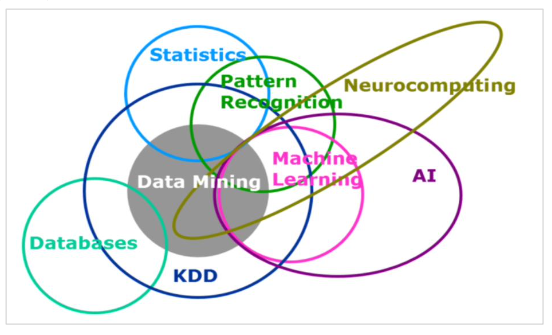 Statistics
Pattern
Recognition
Neurocomputing
Machine
Learning
Data Mining
AI
Databases
KDD